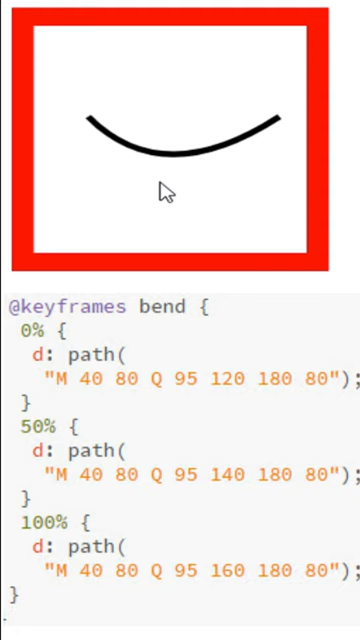 @keyframes bend {
0% {
d: path(
"M 40 80 Q 95 120 180 80");
}
50% {
d: path(
"M 40 80 Q 95 140 180 80");
}
100% {
d: path(
"M 40 80 Q 95 160 180 80");
}
.